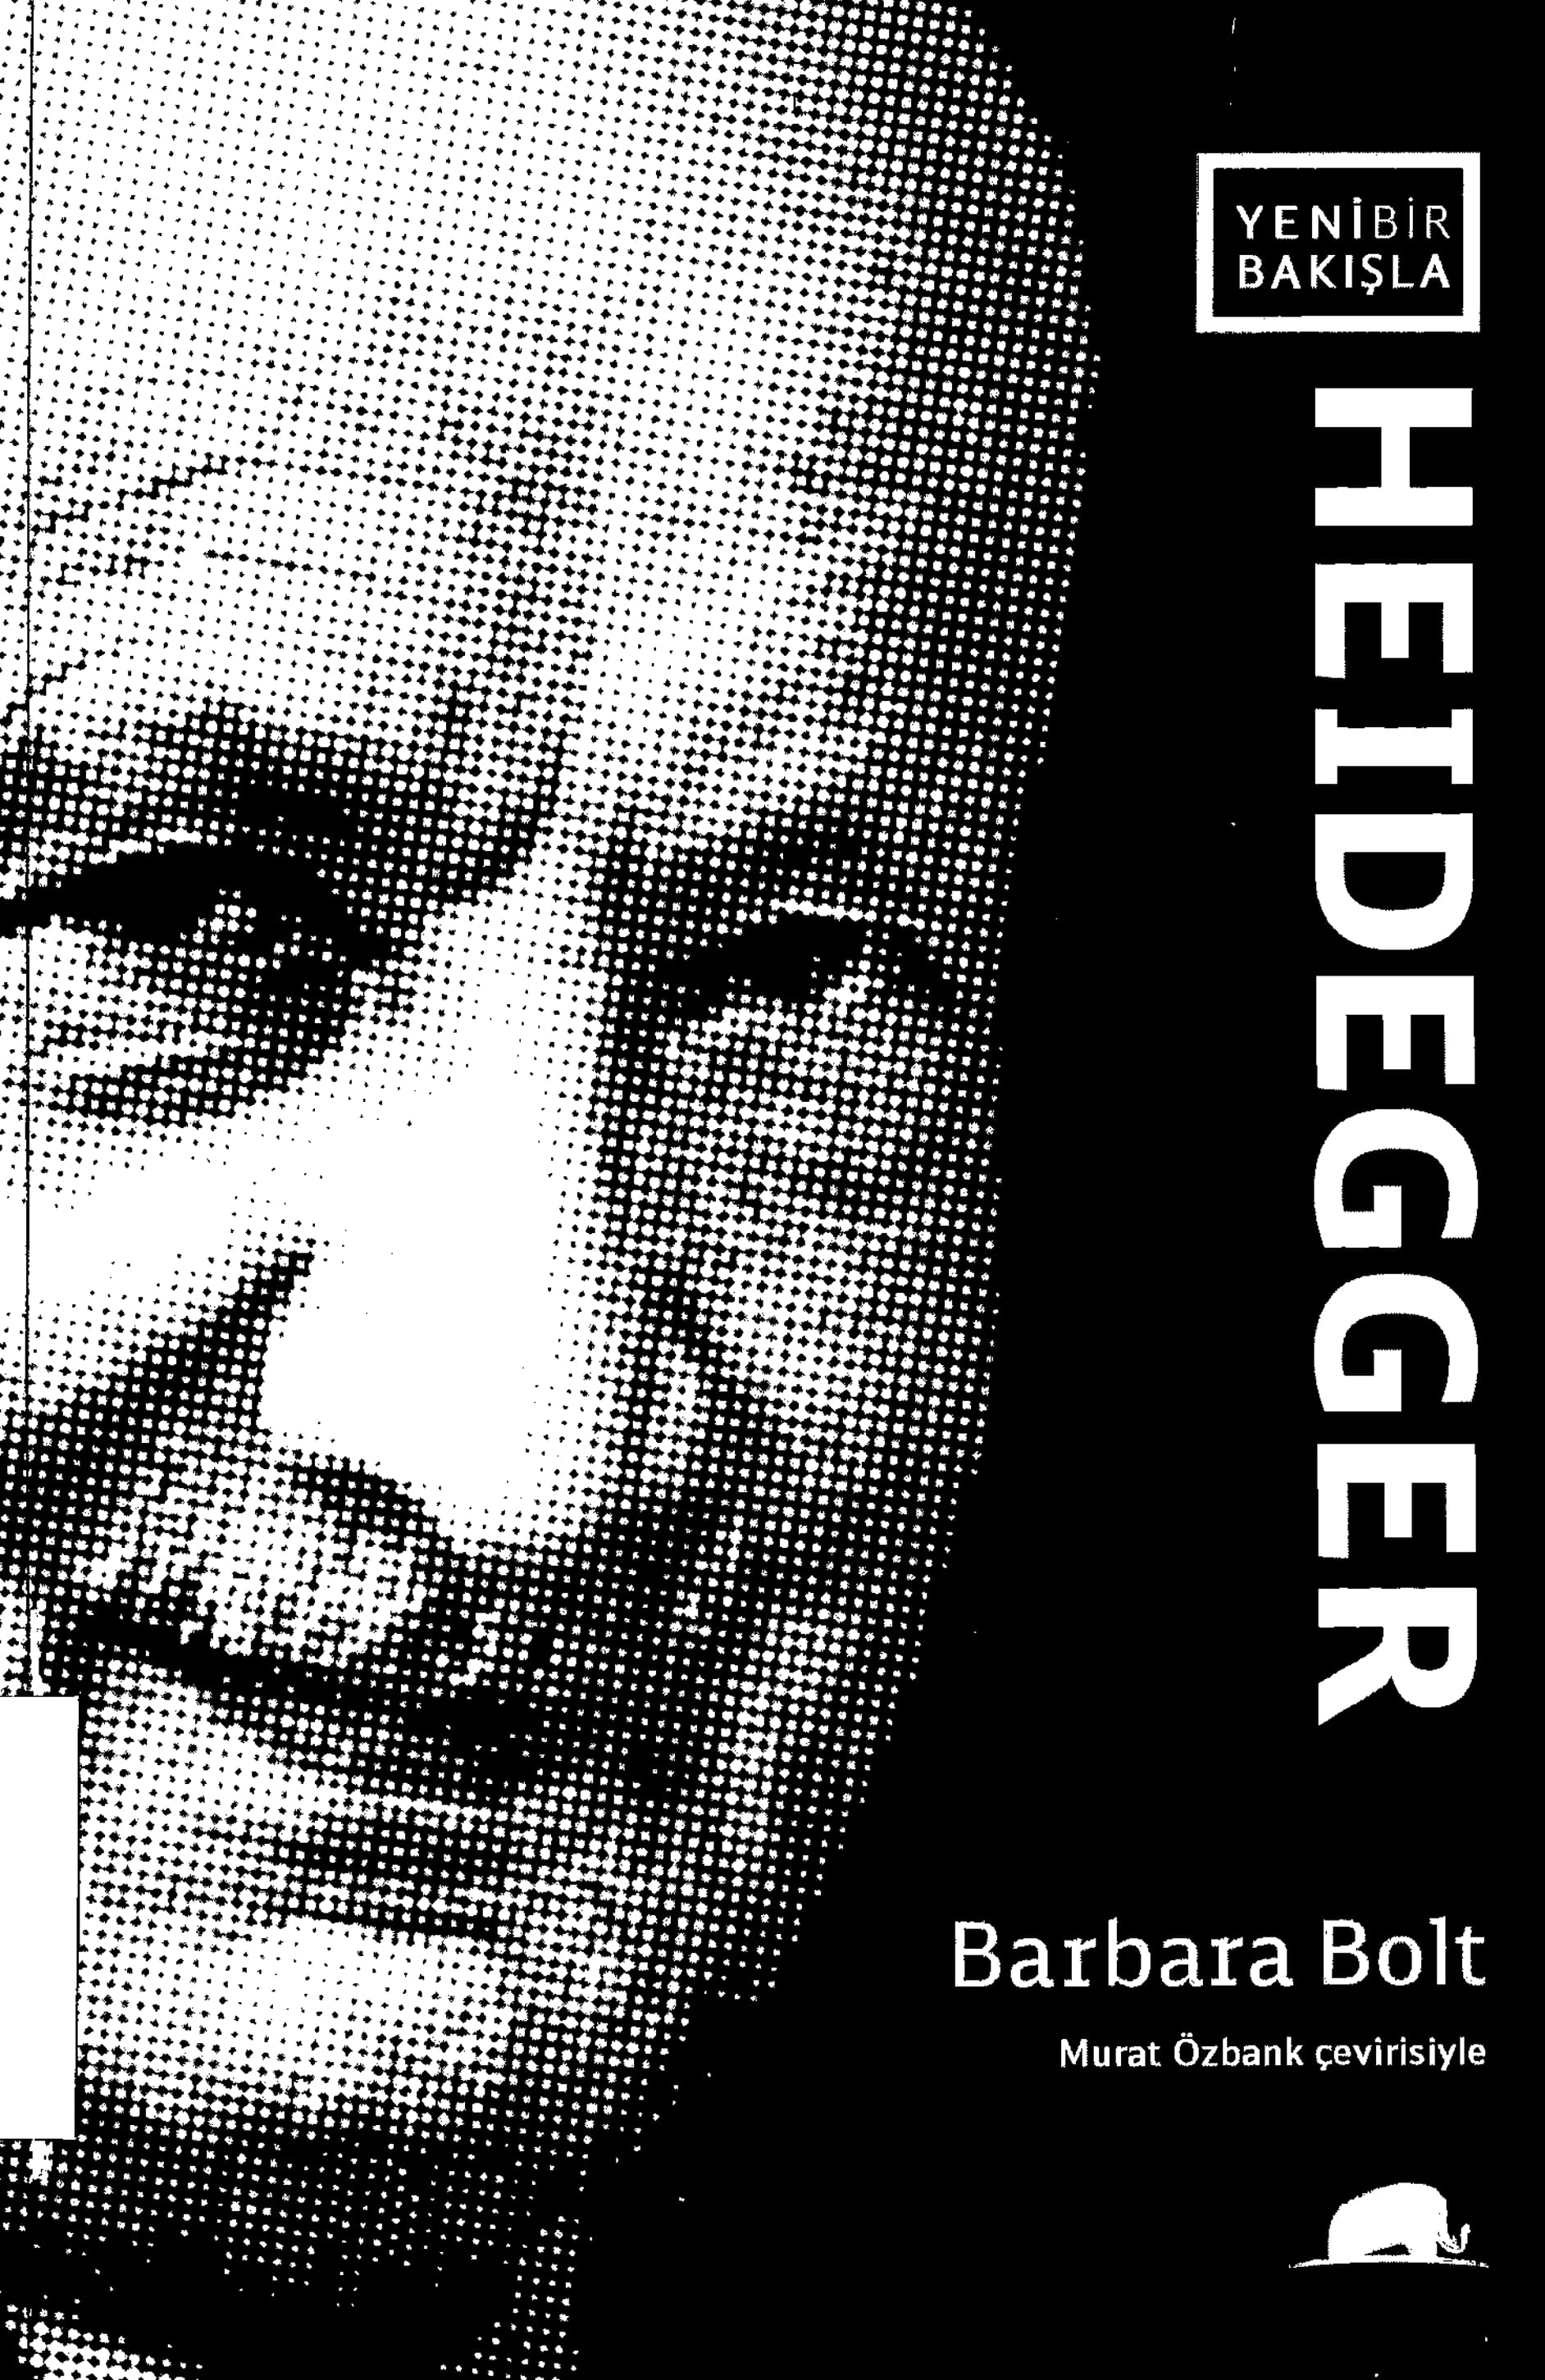 YENİBİR
BAKIŞLA
HEIDEGGER
Barbara Bolt
Murat Özbank çevirisiyle